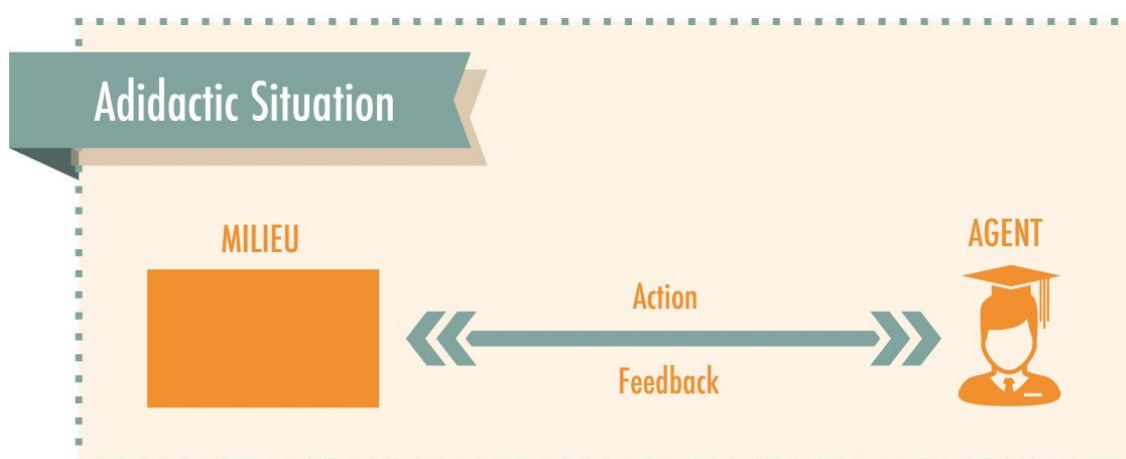 Adidactic Situation
MILIEU
AGENT
Action
Feedback